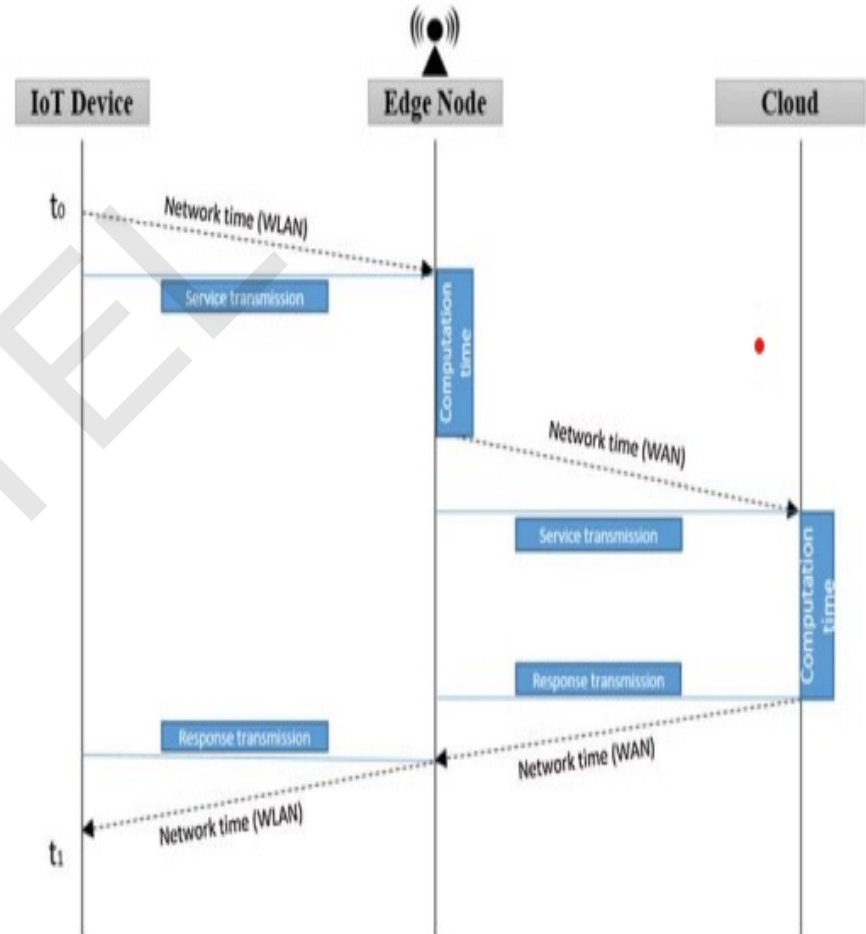 IoT Device
Edge Node
Cloud
t0
Network time (WLAN)
Service transmission
Computation
time
Network time (WAN)
Service transmission
Computation
time
Response transmission
Response transmission
Network time (WAN)
Network time (WLAN)
t1